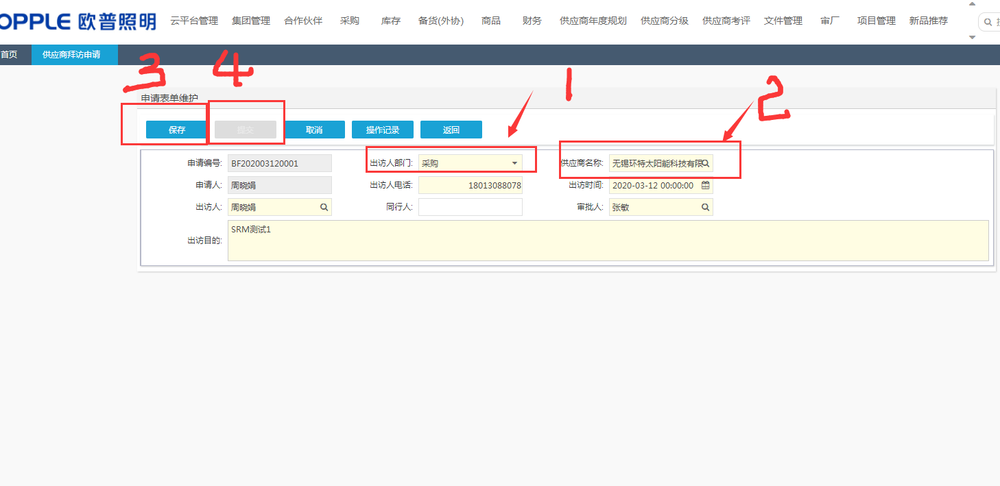 OPPLE 欧普照明 云平台管理 集团管理 合作伙伴 采购 库存 备货(外协) 商品 财务 供应商年度规划 供应商分级 供应商考评 文件管理 审厂 项目管理 新品推荐
首页 供应商拜访申请
3 4 1 2
申请表单维护
保存 提交 取消 操作记录 返回
申请编号: BF202003120001 出访人部门: 采购 供应商名称: 无锡环特太阳能科技有限
申请人: 周晓娟 出访人电话: 18013088078 出访时间: 2020-03-12 00:00:00
出访人: 周晓娟 同行人: 审批人: 张敏
出访目的: SRM测试1